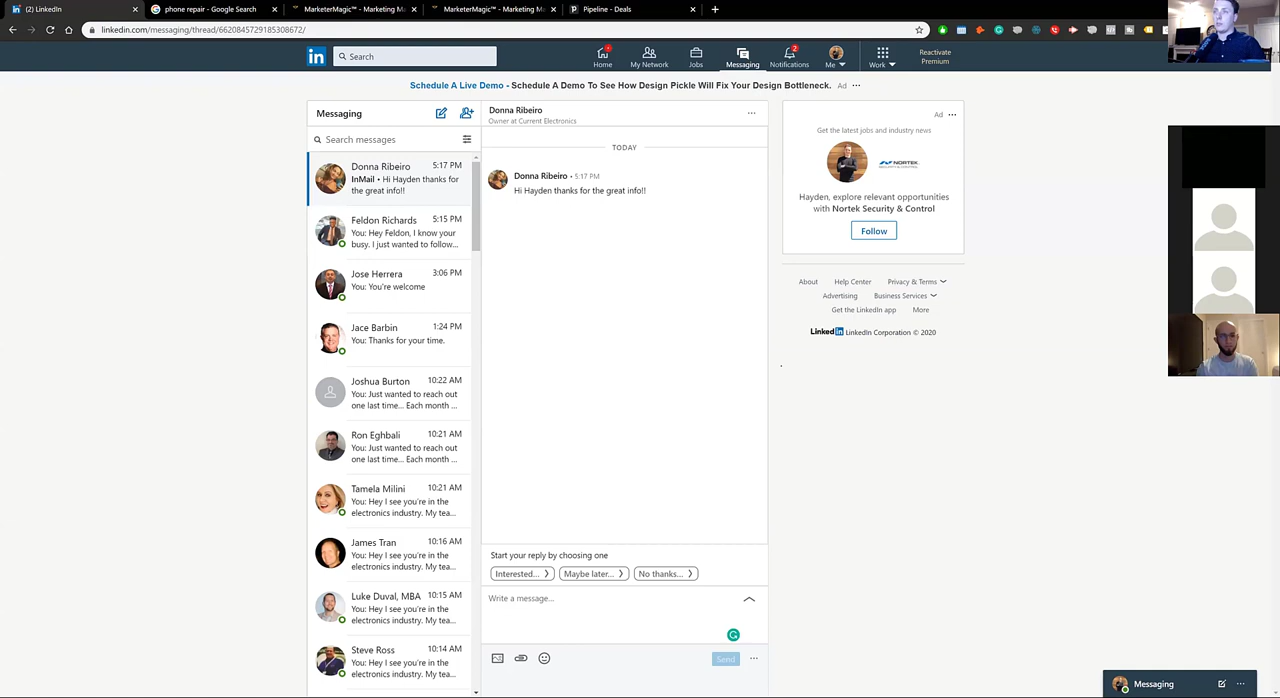 (2) LinkedIn
phone repair - Google Search
MarketerMagic™ - Marketing M
MarketerMagic™ - Marketing M
Pipeline - Deals
linkedin.com/messaging/thread/6620845729185308672/
in
Search
Home
My Network
Jobs
Messaging
2
Notifications
Me
Work
Reactivate
Premium
Schedule A Live Demo - Schedule A Demo To See How Design Pickle Will Fix Your Design Bottleneck. Ad
Messaging
Search messages
Donna Ribeiro 5:17 PM
InMail • Hi Hayden thanks for
the great info!!
Feldon Richards 5:15 PM
You: Hey Feldon, I know your
busy. I just wanted to follow...
Jose Herrera 3:06 PM
You: You're welcome
Jace Barbin 1:24 PM
You: Thanks for your time.
Joshua Burton 10:22 AM
You: Just wanted to reach out
one last time... Each month ...
Ron Eghbali 10:21 AM
You: Just wanted to reach out
one last time... Each month ...
Tamela Milini 10:21 AM
You: Hey I see you're in the
electronics industry. My tea...
James Tran 10:16 AM
You: Hey I see you're in the
electronics industry. My tea...
Luke Duval, MBA 10:15 AM
You: Hey I see you're in the
electronics industry. My tea...
Steve Ross 10:14 AM
You: Hey I see you're in the
electronics industry. My tea...
Donna Ribeiro
Owner at Current Electronics
TODAY
Donna Ribeiro • 5:17 PM
Hi Hayden thanks for the great info!!
Start your reply by choosing one
Interested...
Maybe later...
No thanks...
Write a message...
Send
Ad
Get the latest jobs and industry news
NORTEK
Hayden, explore relevant opportunities
with Nortek Security & Control
Follow
About Help Center Privacy & Terms
Advertising Business Services
Get the LinkedIn app More
LinkedIn LinkedIn Corporation © 2020
Messaging